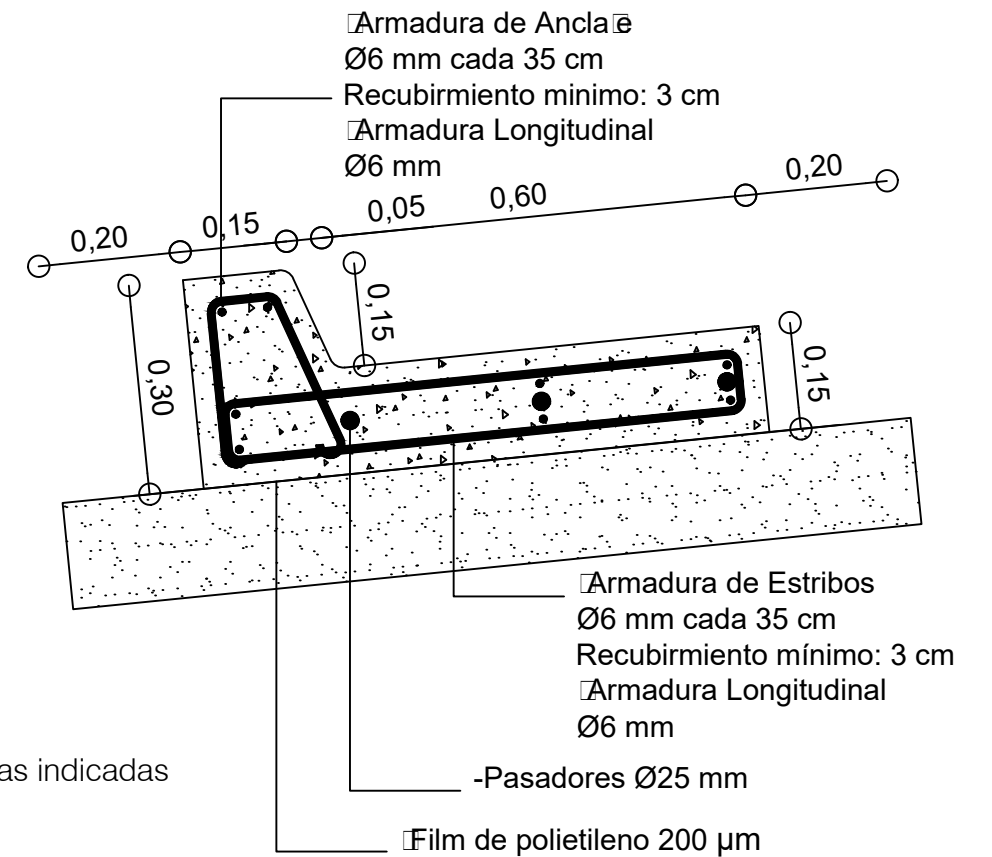 Armadura de Anclaje
Ø6 mm cada 35 cm
Recubirmiento minimo: 3 cm
Armadura Longitudinal
Ø6 mm
0,20
0,15
0,05
0,60
0,20
0,30
0,15
0,15
Armadura de Estribos
Ø6 mm cada 35 cm
Recubirmiento mínimo: 3 cm
Armadura Longitudinal
Ø6 mm
as indicadas
-Pasadores Ø25 mm
Film de polietileno 200 µm